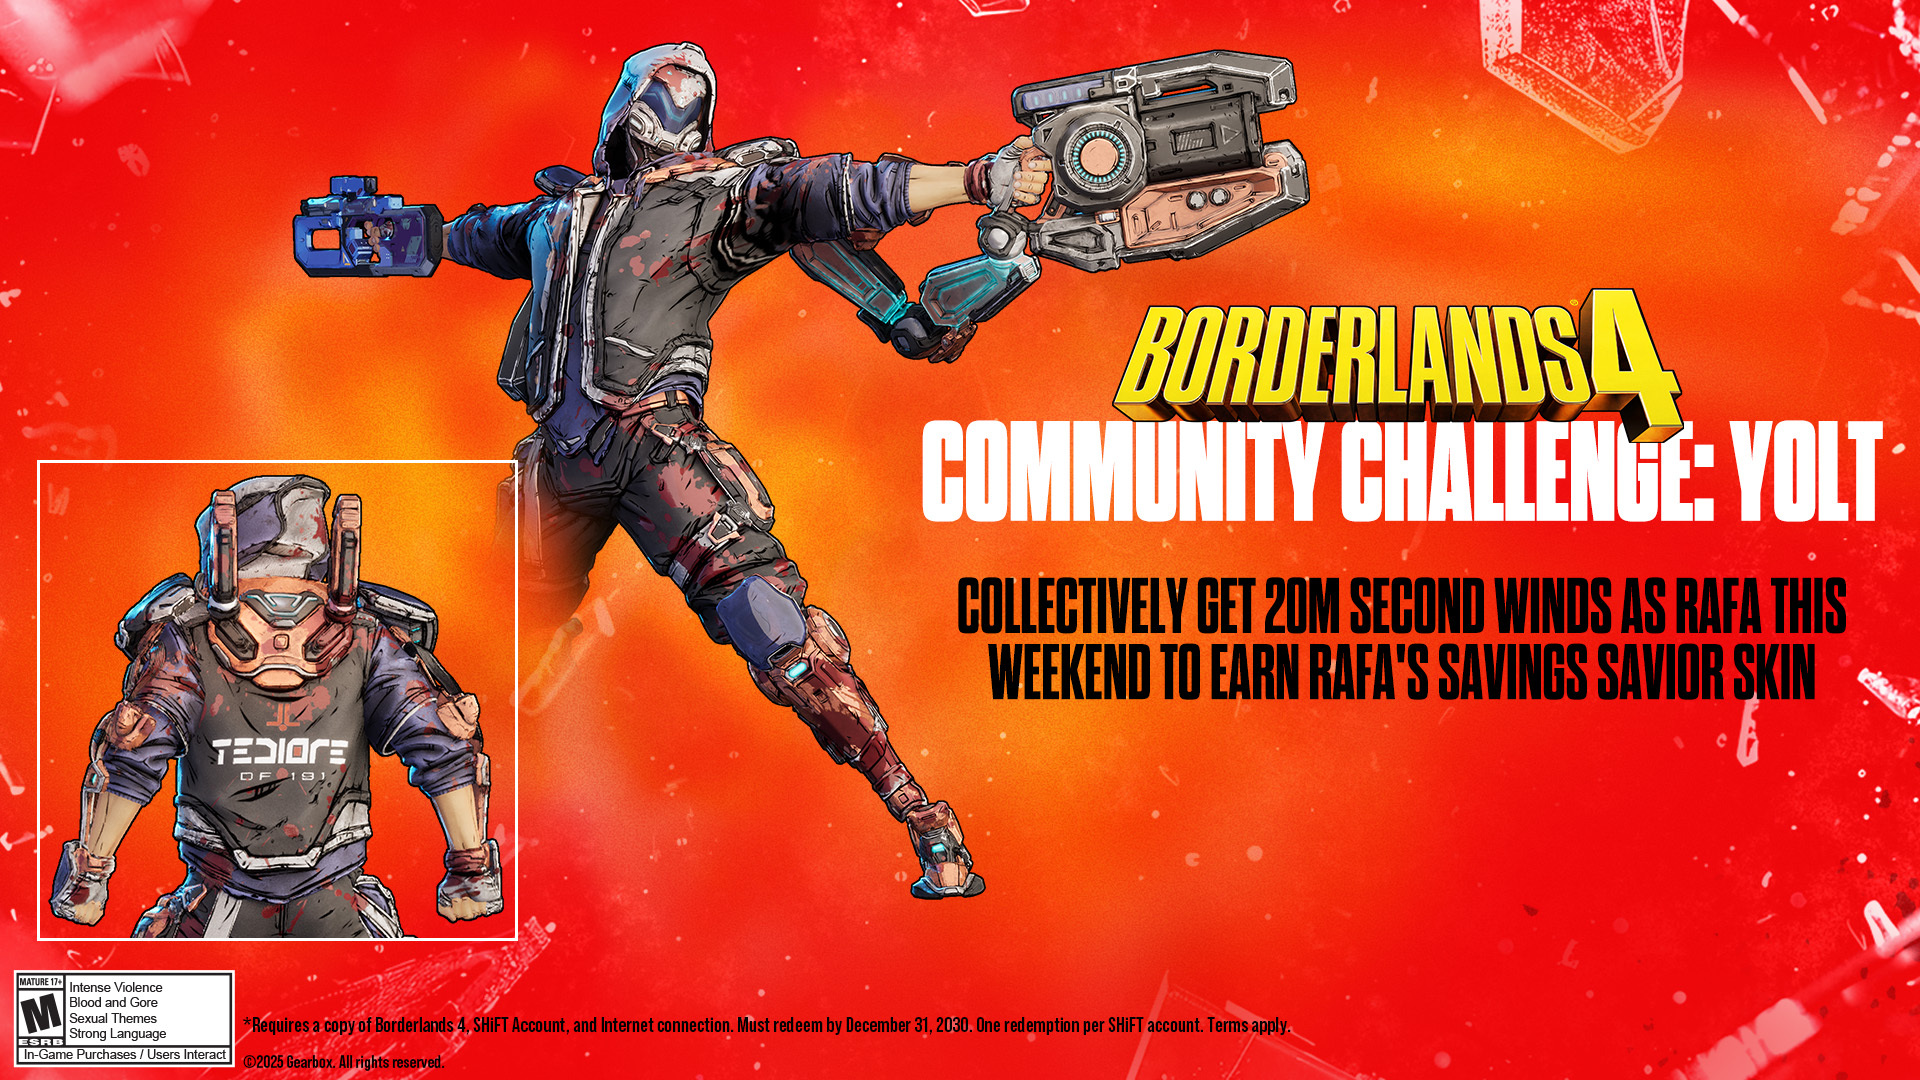 BORDERLANDS 4
COMMUNITY CHALLENGE: YOLT
COLLECTIVELY GET 20M SECOND WINDS AS RAFA THIS
WEEKEND TO EARN RAFA'S SAVINGS SAVIOR SKIN
TEDIORE
DF 191
MATURE 17+
M
ESRB
Intense Violence
Blood and Gore
Sexual Themes
Strong Language
In-Game Purchases / Users Interact
*Requires a copy of Borderlands 4, SHiFT Account, and Internet connection. Must redeem by December 31, 2030. One redemption per SHiFT account. Terms apply.
©2025 Gearbox. All rights reserved.